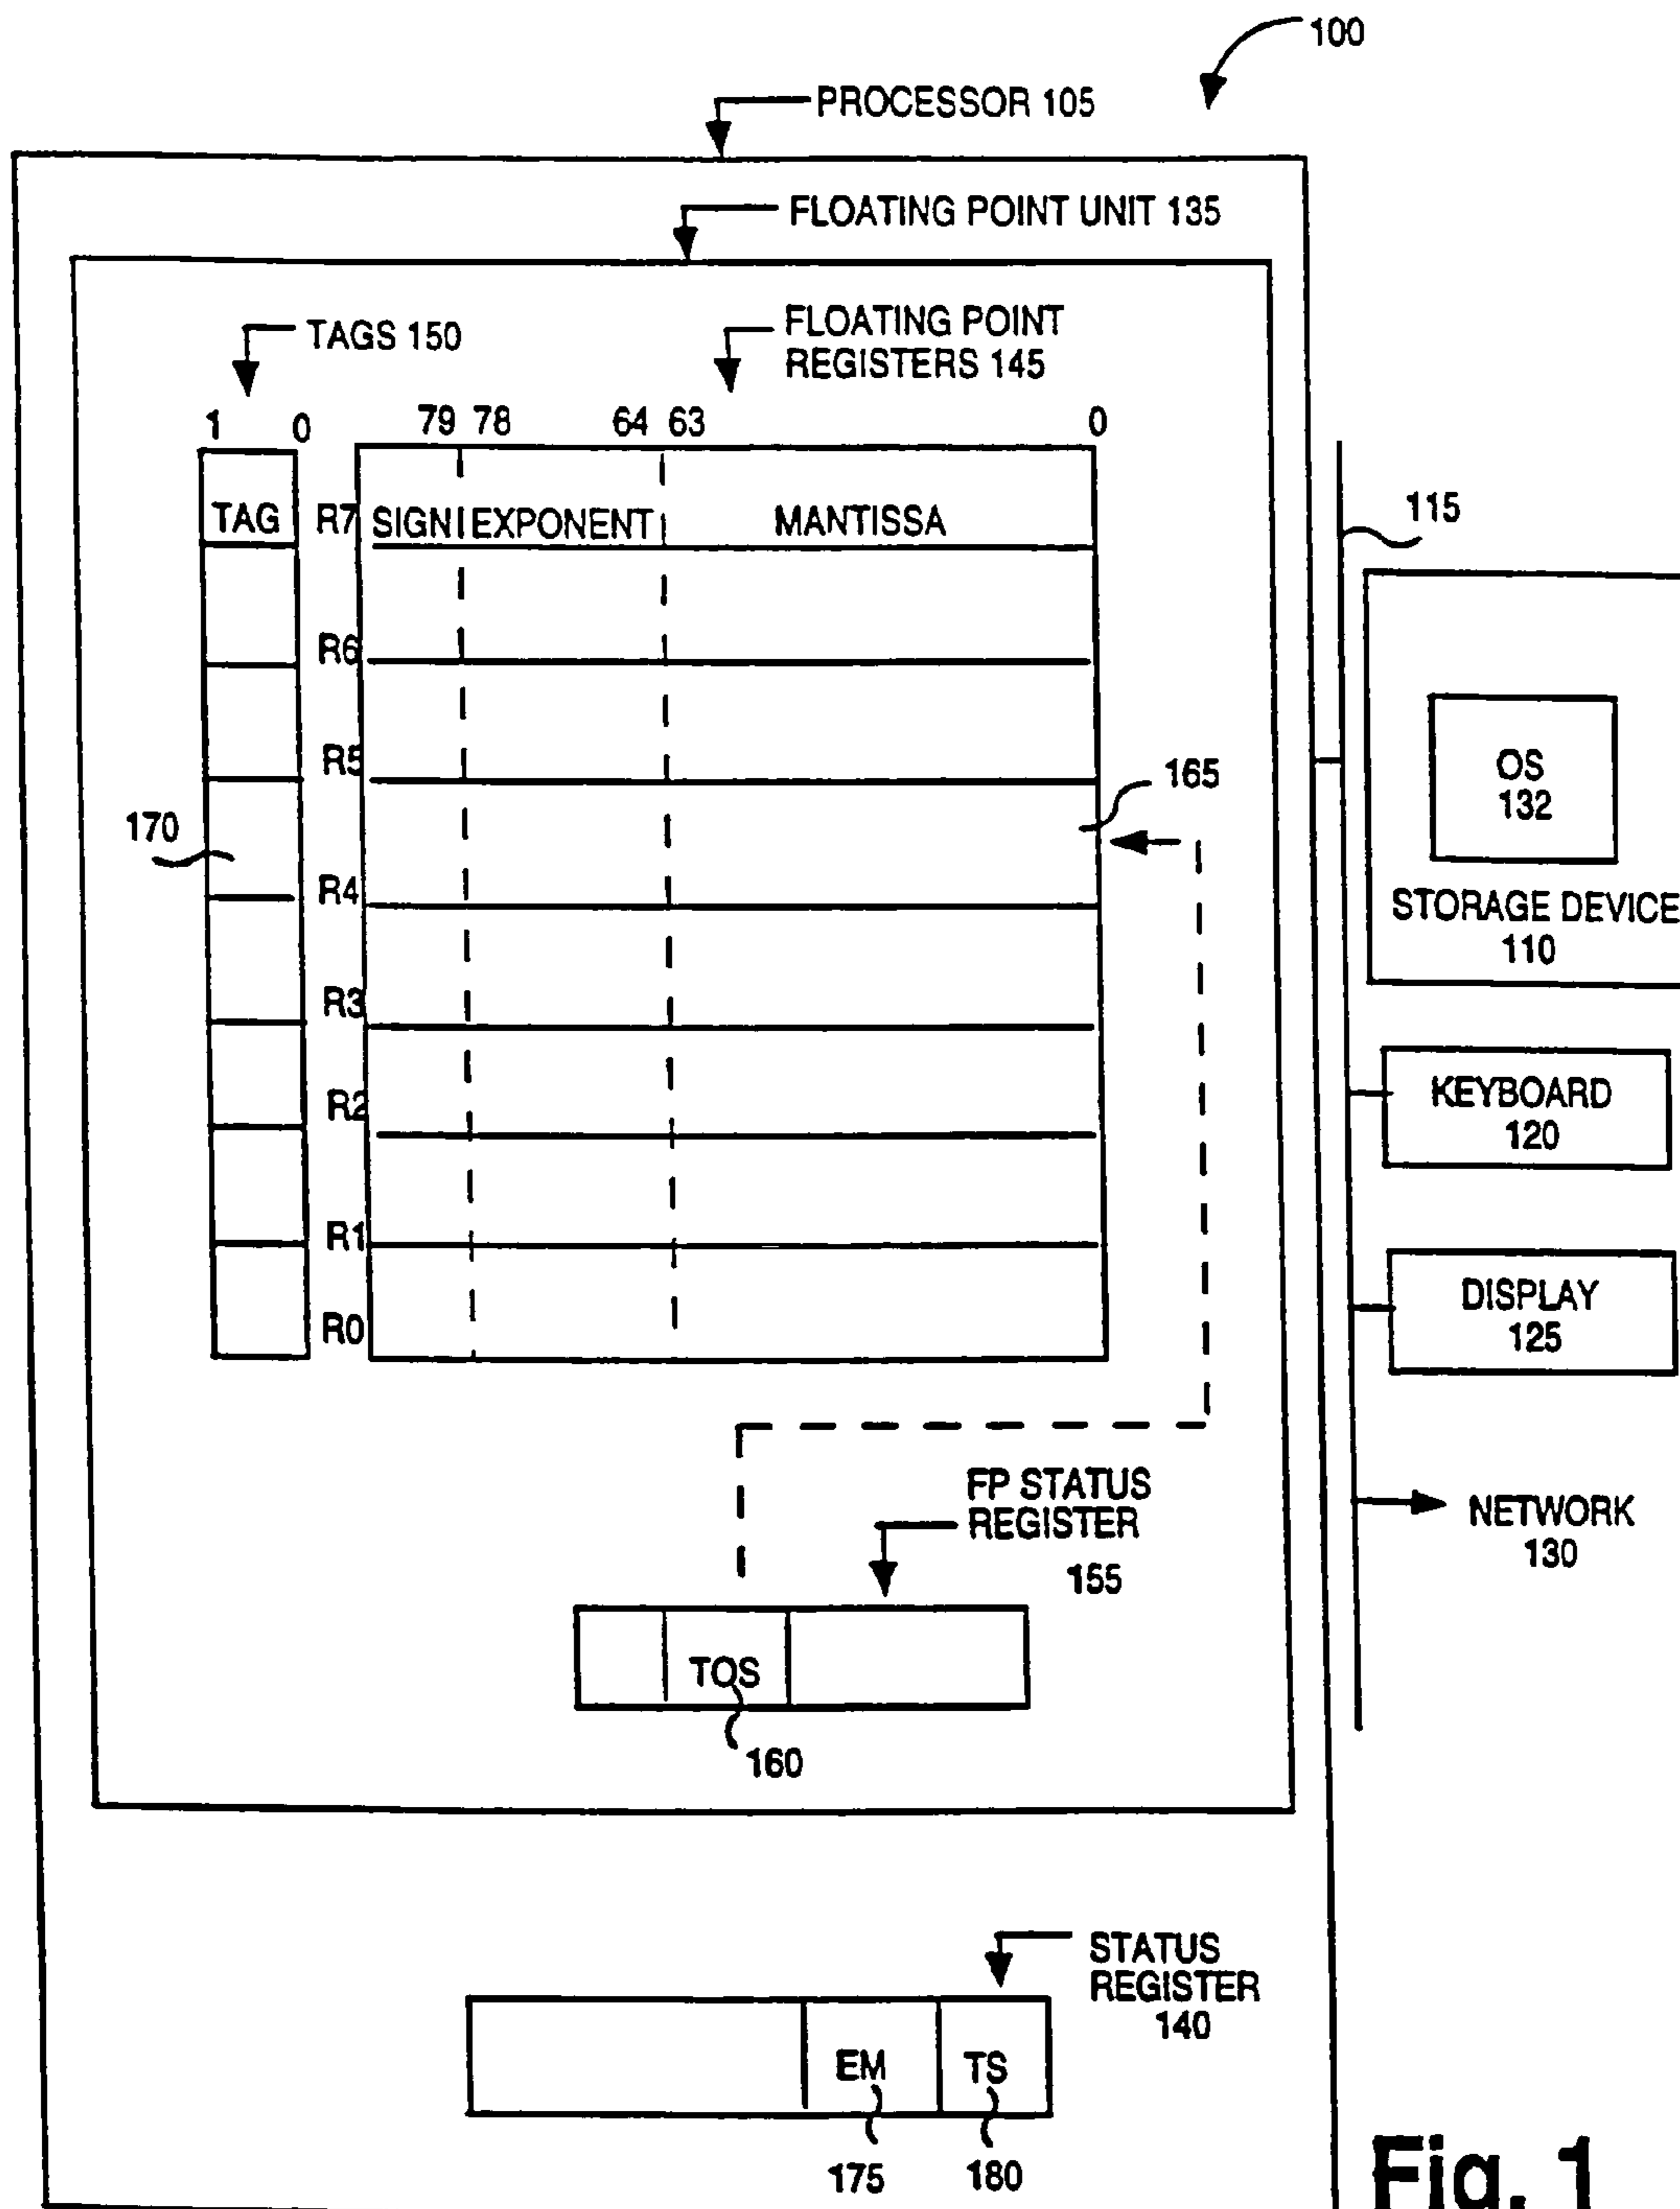 100
PROCESSOR 105
FLOATING POINT UNIT 135
TAGS 150
FLOATING POINT
REGISTERS 145
1 0 79 78 64 63 0
TAG R7 SIGN EXPONENT MANTISSA
R6
R5
R4
R3
R2
R1
R0
170
165
115
OS
132
STORAGE DEVICE
110
KEYBOARD
120
DISPLAY
125
NETWORK
130
FP STATUS
REGISTER
155
TOS
160
STATUS
REGISTER
140
EM TS
175 180
Fig. 1